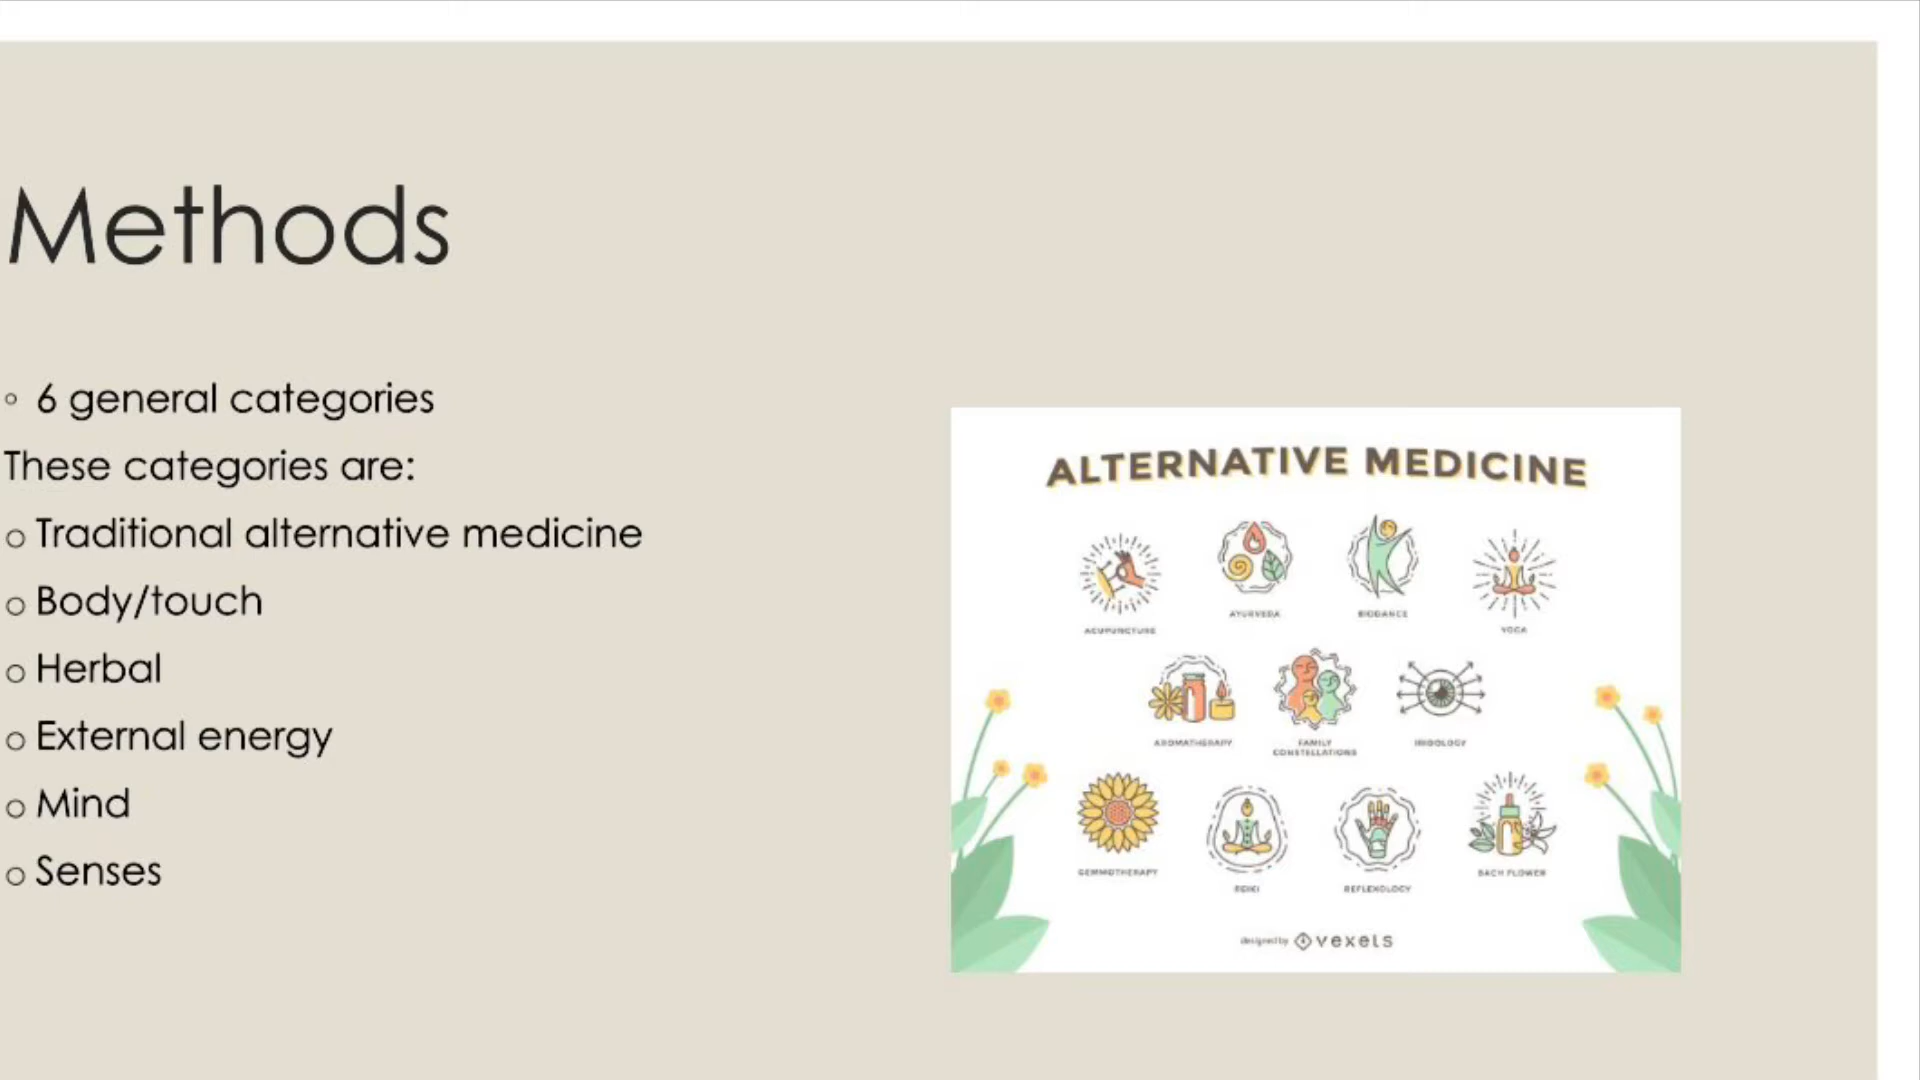 Methods
◦ 6 general categories
These categories are:
o Traditional alternative medicine
o Body/touch
o Herbal
o External energy
o Mind
o Senses
ALTERNATIVE MEDICINE
ACUPUNCTURE
AYURVEDA
BIODANCE
YOGA
AROMATHERAPY
FAMILY
CONSTELLATIONS
IRIDOLOGY
GEMMOTHERAPY
REIKI
REFLEXOLOGY
BACH FLOWER
designed by vexels